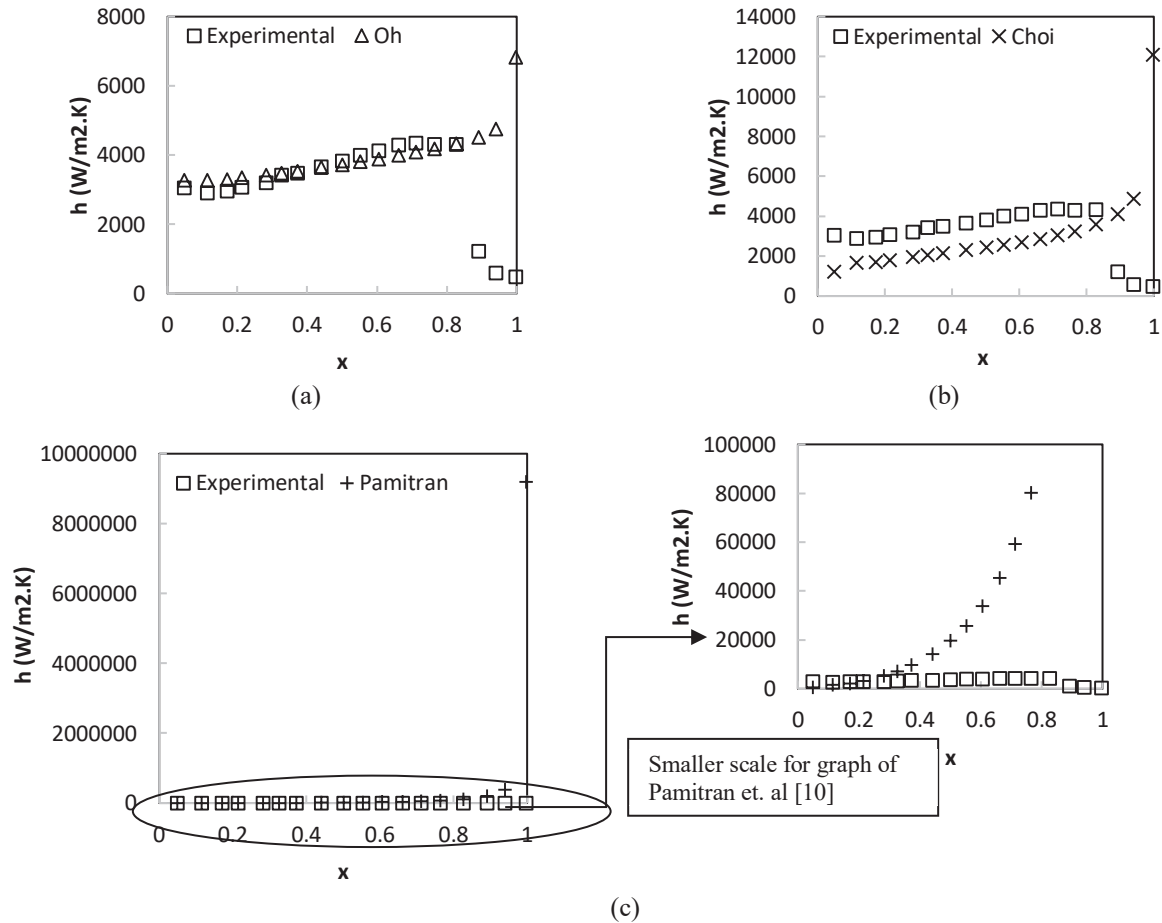 8000
□ Experimental △ Oh
6000
4000
2000
0
h (W/m2.K)
0 0.2 0.4 0.6 0.8 1
x
(a)
14000
□ Experimental × Choi
12000
10000
8000
6000
4000
2000
0
h (W/m2.K)
0 0.2 0.4 0.6 0.8 1
x
(b)
10000000
□ Experimental + Pamitran
8000000
6000000
4000000
2000000
0
h (W/m2.K)
0 0.2 0.4 0.6 0.8 1
x
100000
80000
60000
40000
20000
0
h (W/m2.K)
0 0.2 0.4 0.6 0.8 1
x
Smaller scale for graph of
Pamitran et. al [10]
(c)